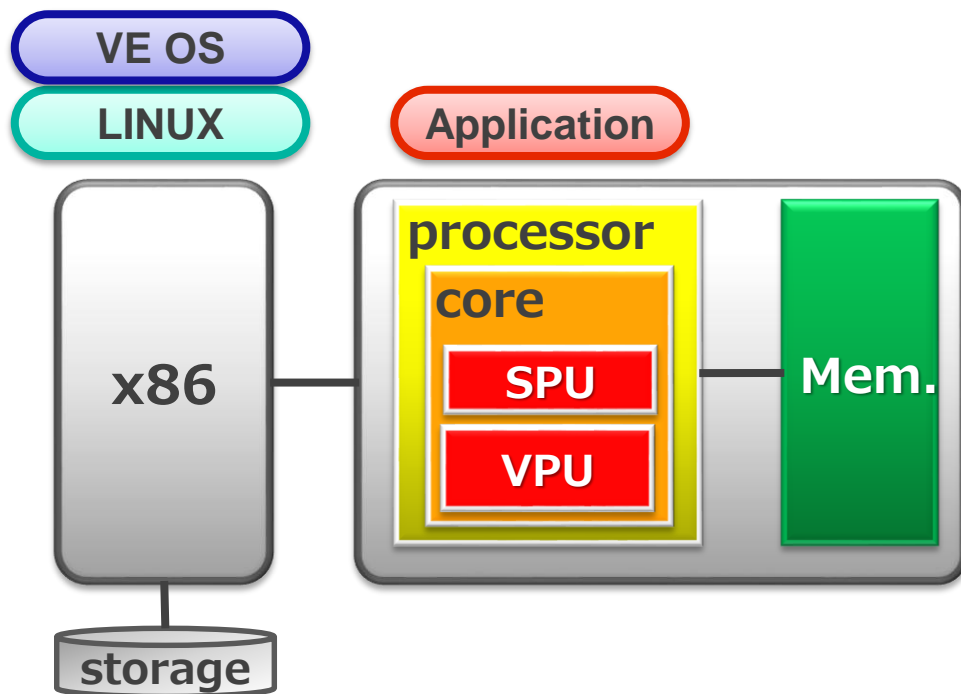 VE OS
LINUX
Application
x86
processor
core
SPU
VPU
Mem.
storage